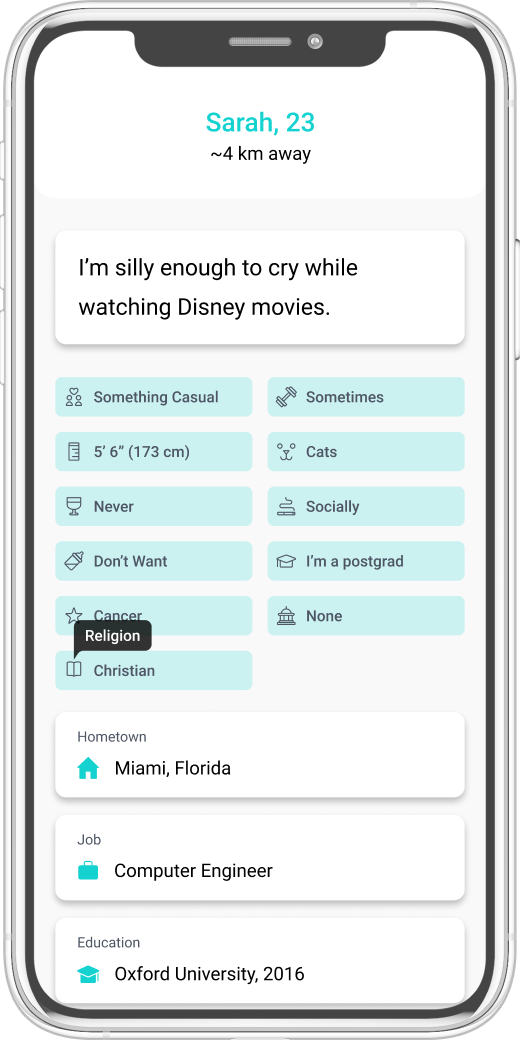 Sarah, 23
~4 km away
I’m silly enough to cry while
watching Disney movies.
Something Casual
Sometimes
5’ 6” (173 cm)
Cats
Never
Socially
Don’t Want
I’m a postgrad
Cancer
None
Religion
Christian
Hometown
Miami, Florida
Job
Computer Engineer
Education
Oxford University, 2016